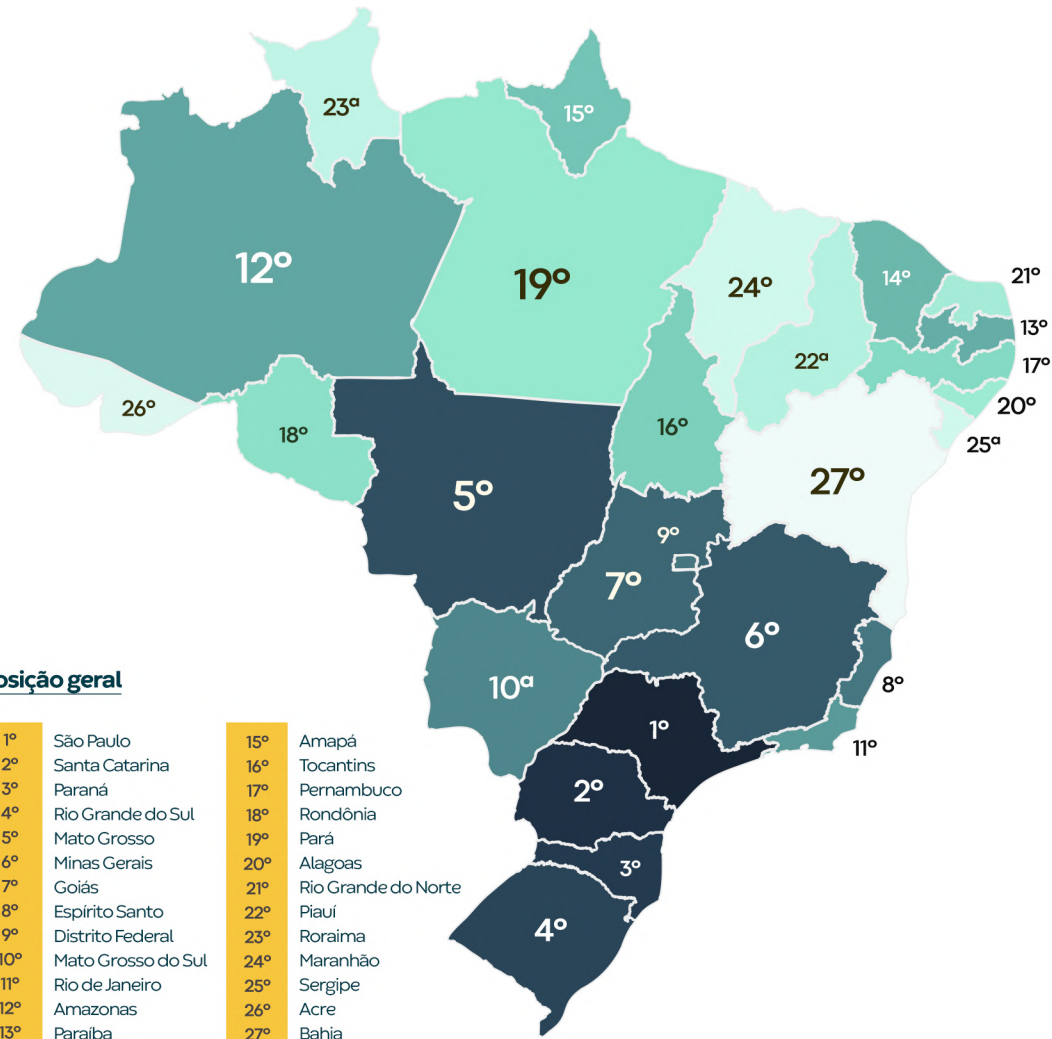 23ª
15º
12º
19º
24º
14º
21º
13º
22ª
17º
26º
20º
18º
16º
25ª
5º
27º
9º
7º
6º
10ª
8º
1º
11º
2º
3º
4º
osição geral
1º São Paulo
2º Santa Catarina
3º Paraná
4º Rio Grande do Sul
5º Mato Grosso
6º Minas Gerais
7º Goiás
8º Espírito Santo
9º Distrito Federal
10º Mato Grosso do Sul
11º Rio de Janeiro
12º Amazonas
13º Paraíba
15º Amapá
16º Tocantins
17º Pernambuco
18º Rondônia
19º Pará
20º Alagoas
21º Rio Grande do Norte
22º Piauí
23º Roraima
24º Maranhão
25º Sergipe
26º Acre
27º Bahia